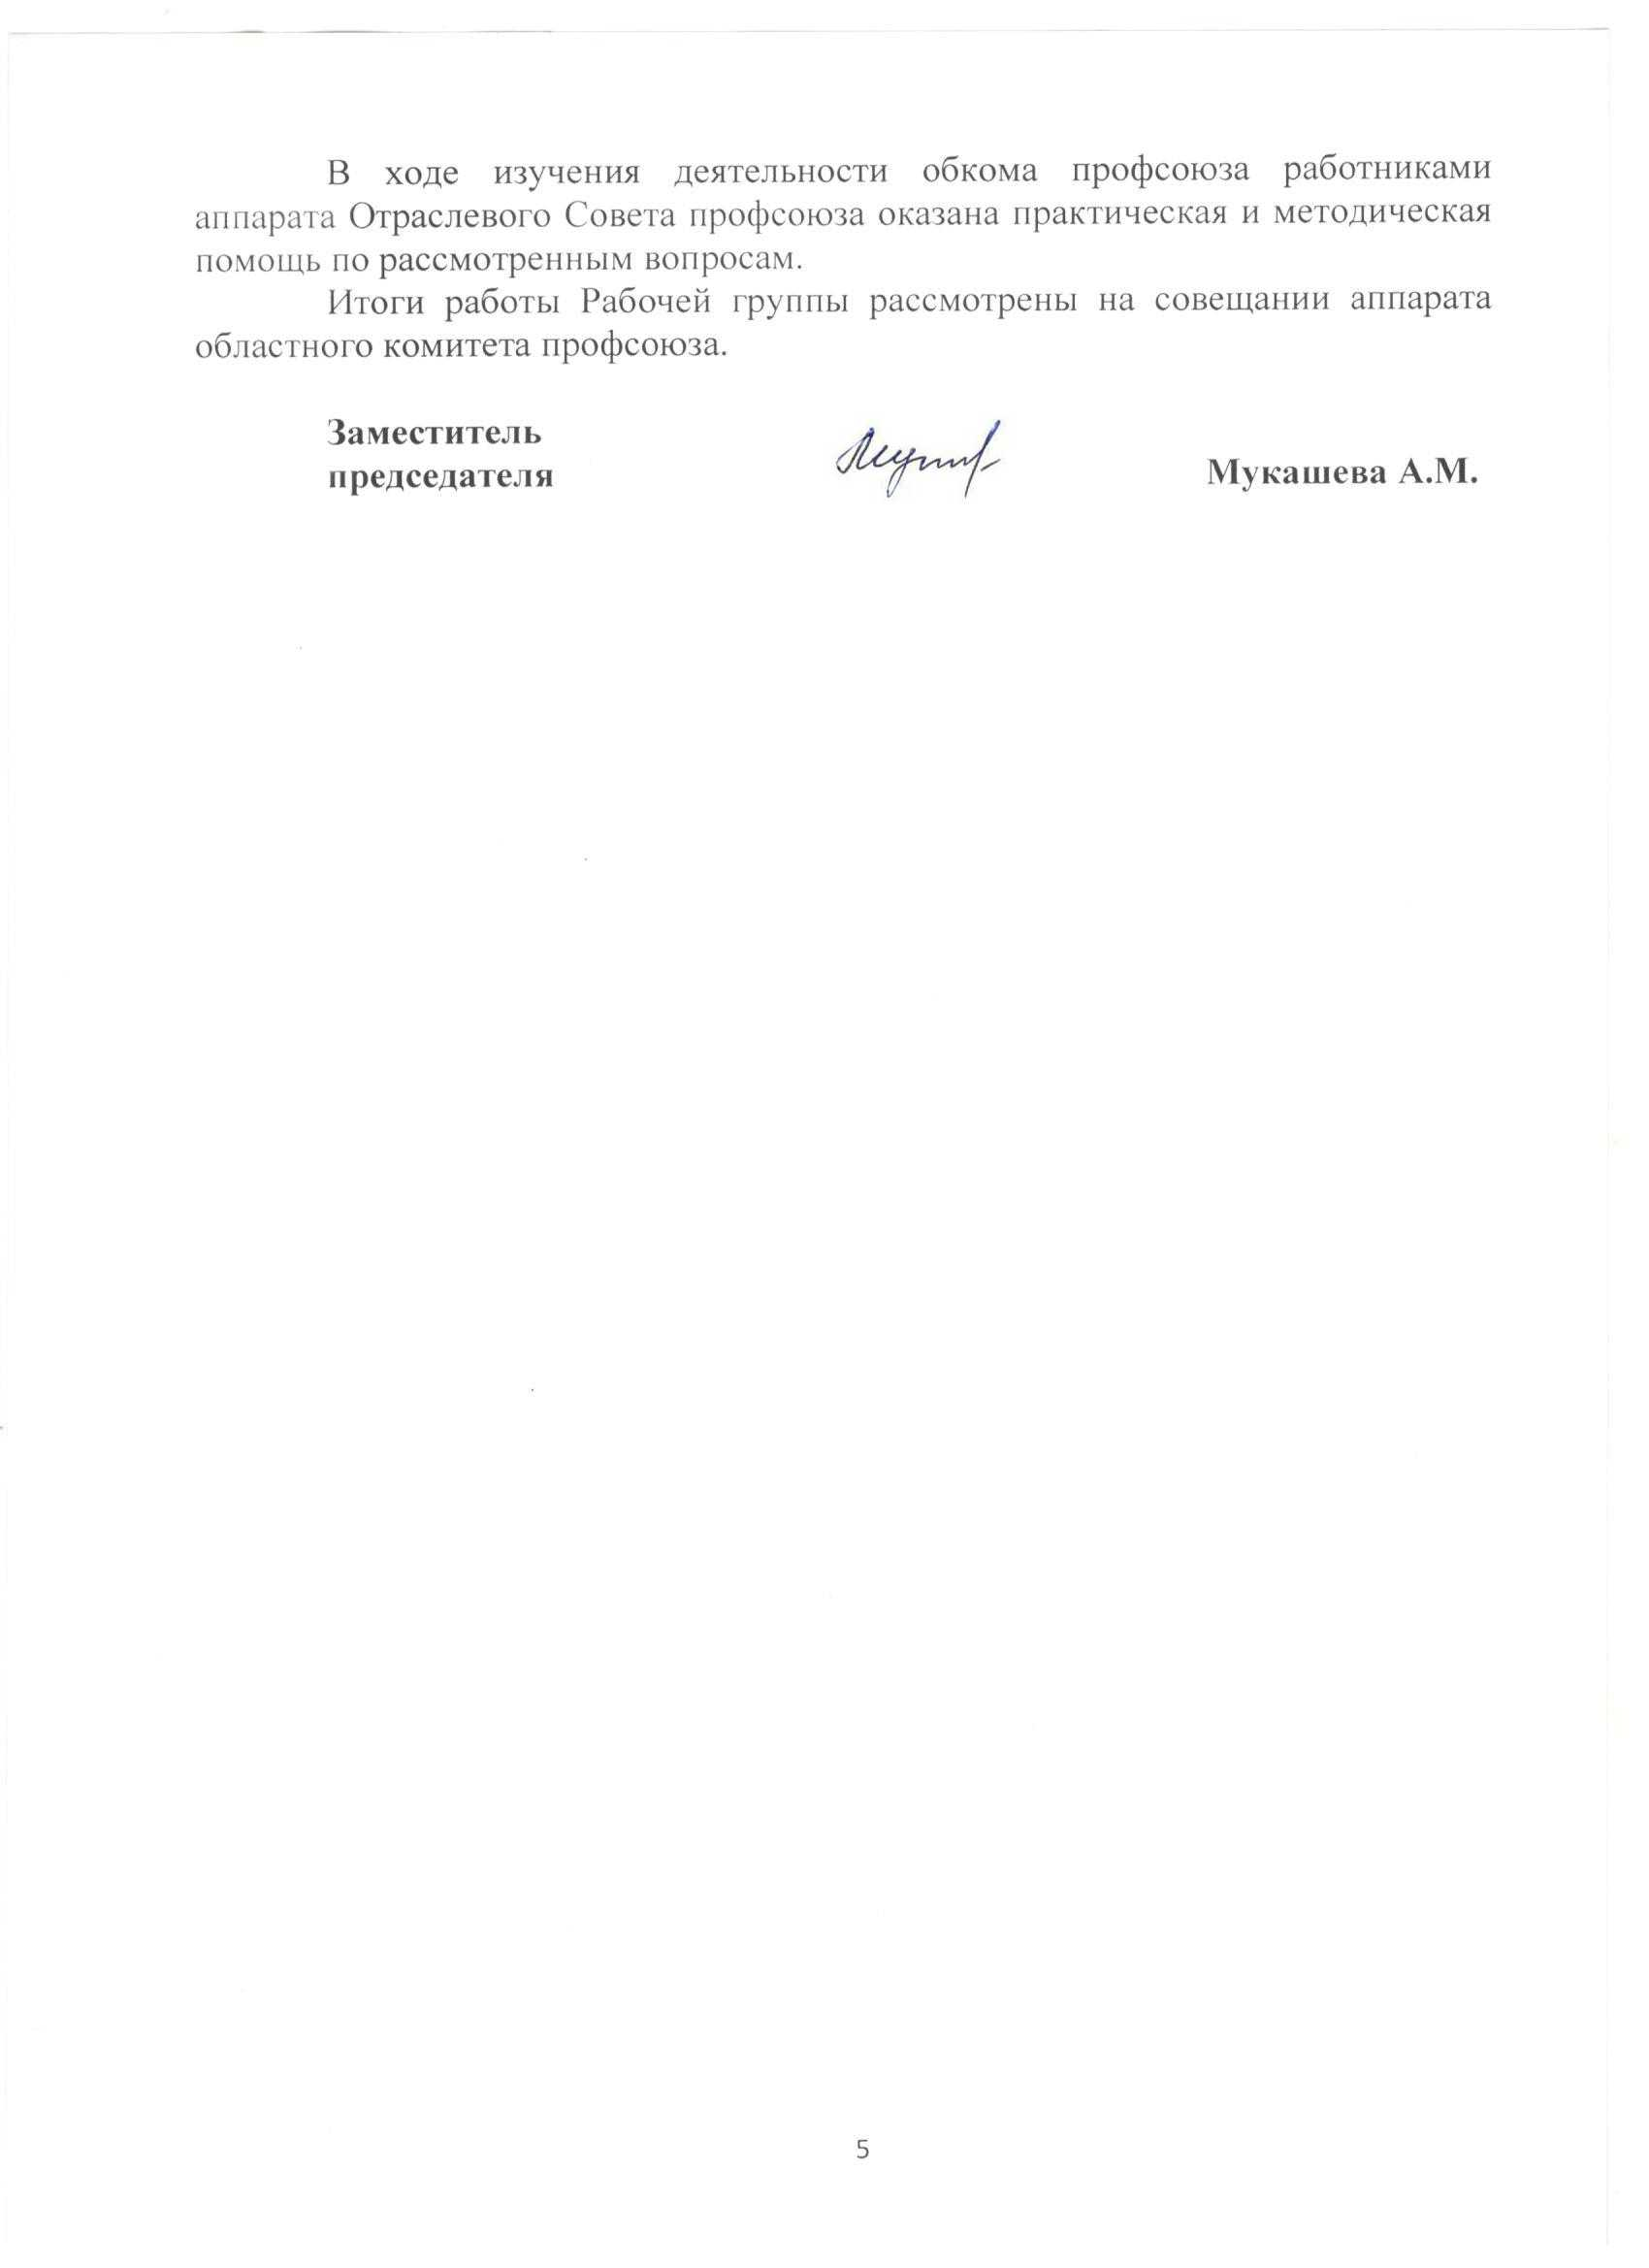 В ходе изучения деятельности обкома профсоюза работниками
аппарата Отраслевого Совета профсоюза оказана практическая и методическая
помощь по рассмотренным вопросам.
Итоги работы Рабочей группы рассмотрены на совещании аппарата
областного комитета профсоюза.
Заместитель
председателя Мукашева А.М.
5